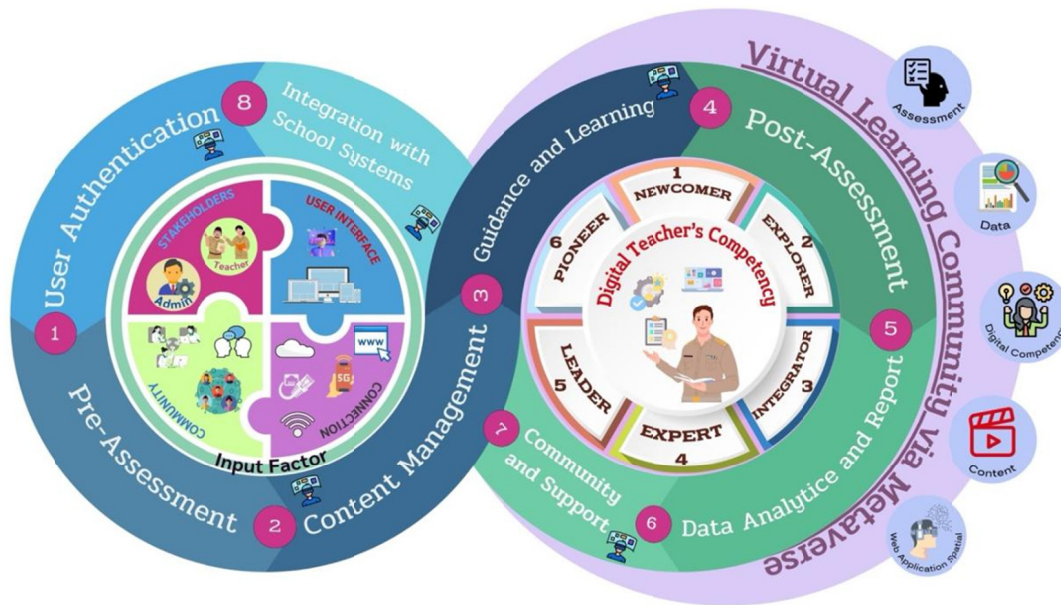 User Authentication
8
Integration with
School Systems
1
Pre-Assessment
2
Content Management
3
Guidance and Learning
4
Post-Assessment
5
Data Analytice and Report
6
Community
and Support
7
STAKEHOLDERS
Teacher
Admin
USER INTERFACE
COMMUNITY
CONNECTION
WWW
5G
Input Factor
Digital Teacher's Competency
1
NEWCOMER
2
EXPLORER
3
INTEGRATOR
EXPERT
4
5
LEADER
6
PIONEER
Virtual Learning Community via Metaverse
Assessment
Data
Digital Competency
Content
Web Application Spatial